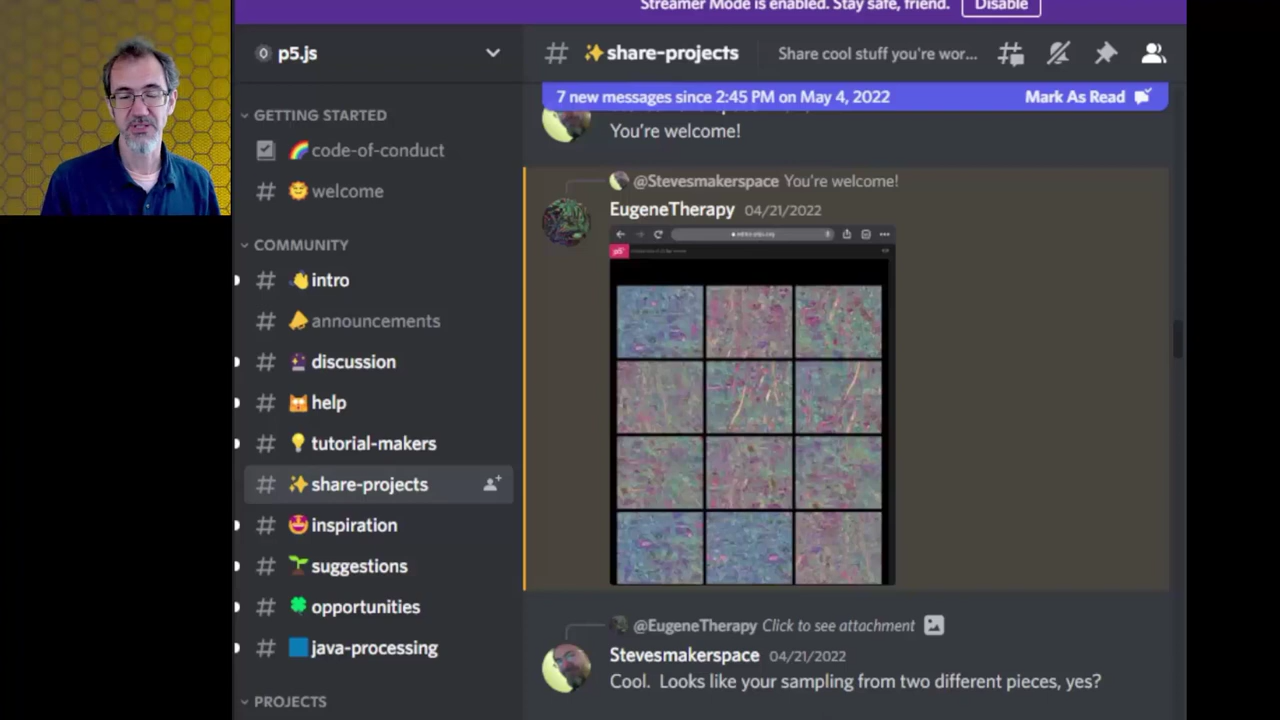 Streamer Mode is enabled. Stay safe, friend.
Disable
p5.js
share-projects
Share cool stuff you're wor...
7 new messages since 2:45 PM on May 4, 2022
Mark As Read
You're welcome!
GETTING STARTED
code-of-conduct
welcome
COMMUNITY
intro
announcements
discussion
help
tutorial-makers
share-projects
inspiration
suggestions
opportunities
java-processing
PROJECTS
@Stevesmakerspace You're welcome!
EugeneTherapy 04/21/2022
p5*
@EugeneTherapy Click to see attachment
Stevesmakerspace 04/21/2022
Cool. Looks like your sampling from two different pieces, yes?